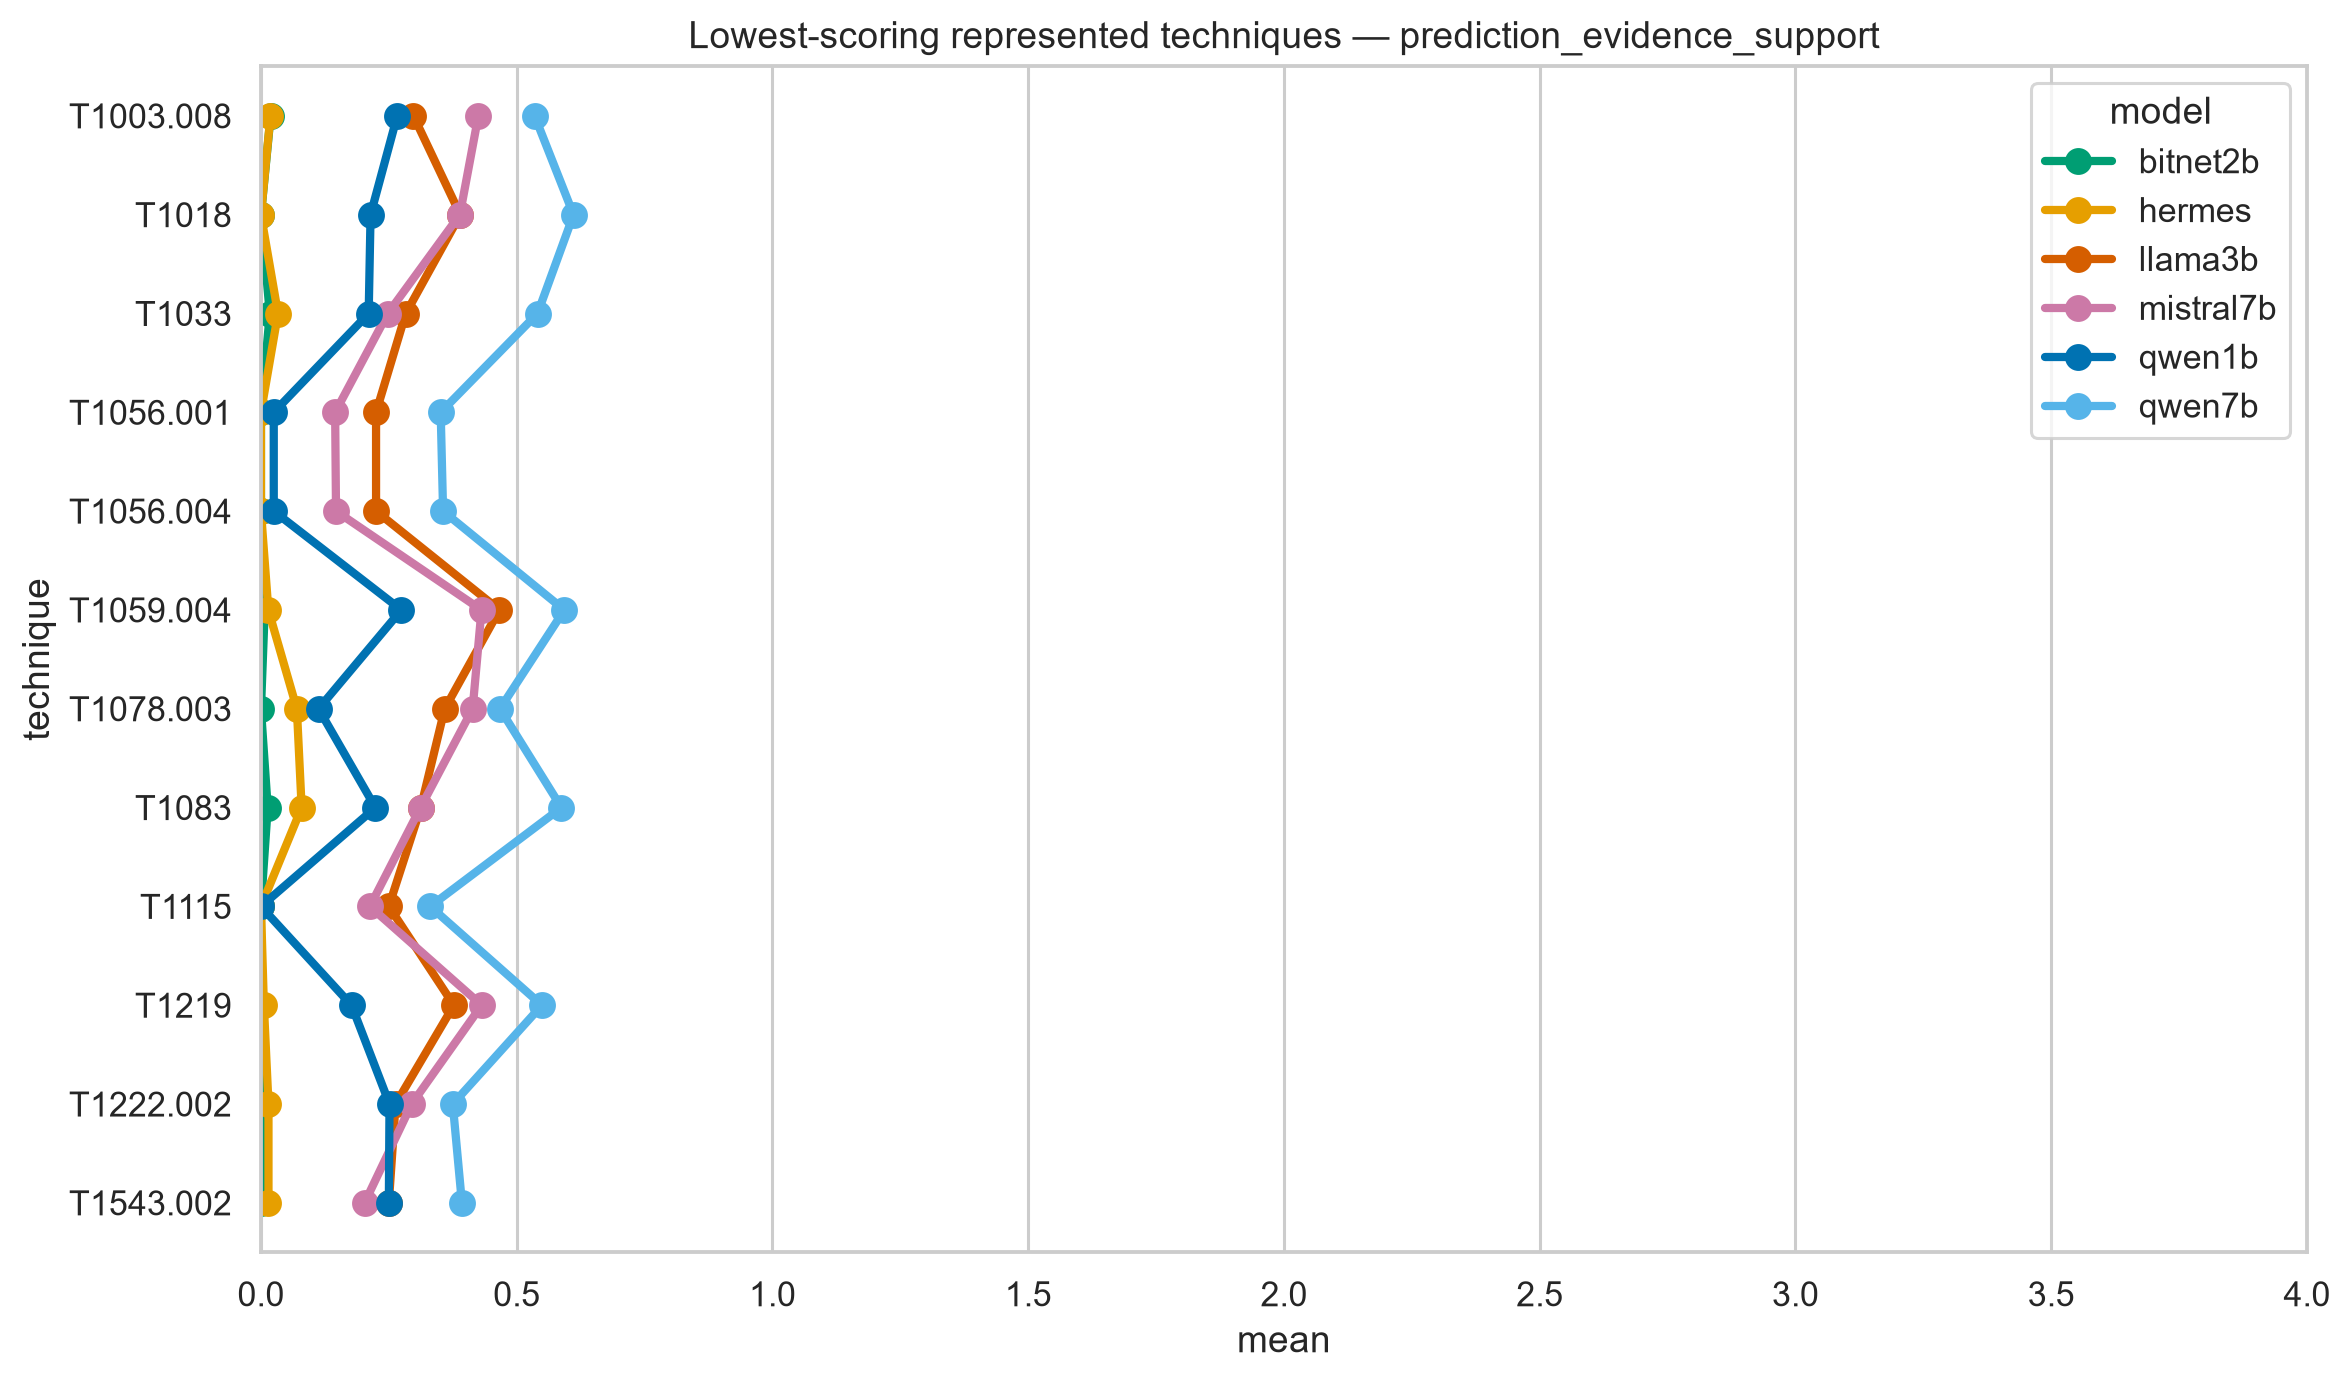 Lowest-scoring represented techniques — prediction_evidence_support
model
bitnet2b
hermes
llama3b
mistral7b
qwen1b
qwen7b
technique
T1003.008
T1018
T1033
T1056.001
T1056.004
T1059.004
T1078.003
T1083
T1115
T1219
T1222.002
T1543.002
0.0 0.5 1.0 1.5 2.0 2.5 3.0 3.5 4.0
mean